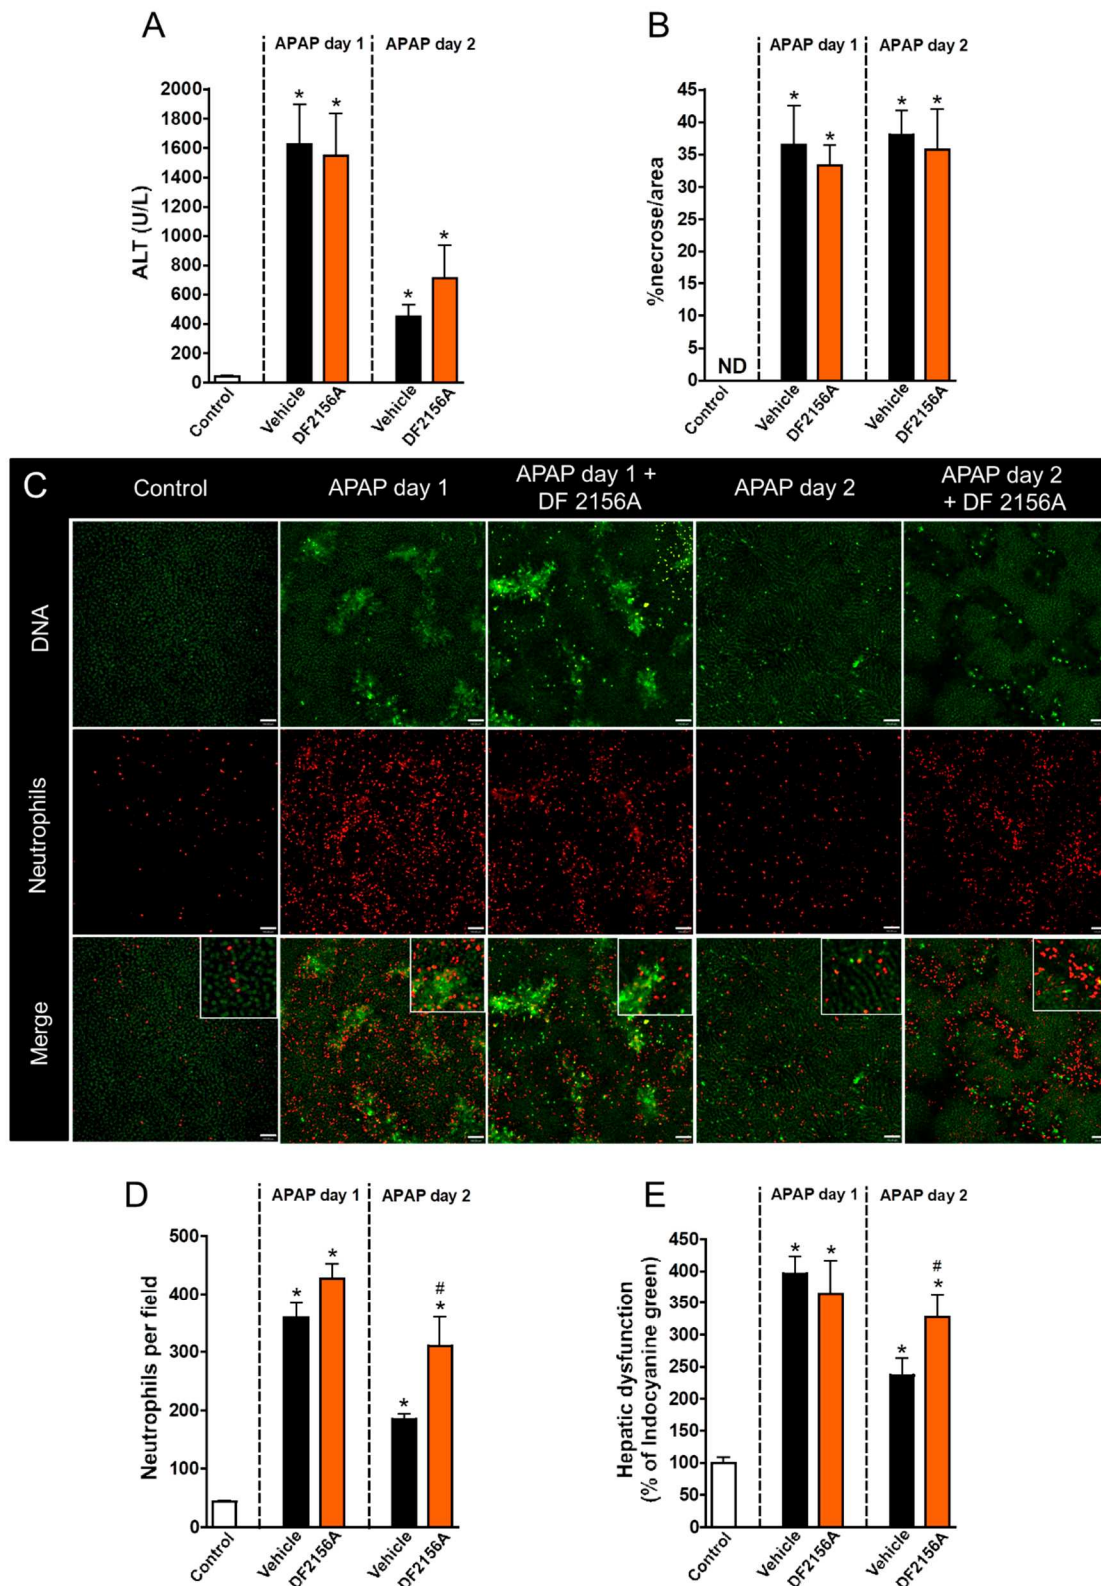 A
APAP day 1
APAP day 2
ALT (U/L)
2000
1800
1600
1400
1200
1000
800
600
400
200
0
*
*
*
*
Control
Vehicle
DF2156A
Vehicle
DF2156A
B
APAP day 1
APAP day 2
%necrose/area
45
40
35
30
25
20
15
10
5
0
*
*
*
*
ND
Control
Vehicle
DF2156A
Vehicle
DF2156A
C
Control
APAP day 1
APAP day 1 +
DF 2156A
APAP day 2
APAP day 2
+ DF 2156A
DNA
Neutrophils
Merge
D
APAP day 1
APAP day 2
Neutrophils per field
500
400
300
200
100
0
*
*
*
#
*
Control
Vehicle
DF2156A
Vehicle
DF2156A
E
APAP day 1
APAP day 2
Hepatic dysfunction
(% of Indocyanine green)
450
400
350
300
250
200
150
100
50
0
*
*
*
#
*
Control
Vehicle
DF2156A
Vehicle
DF2156A